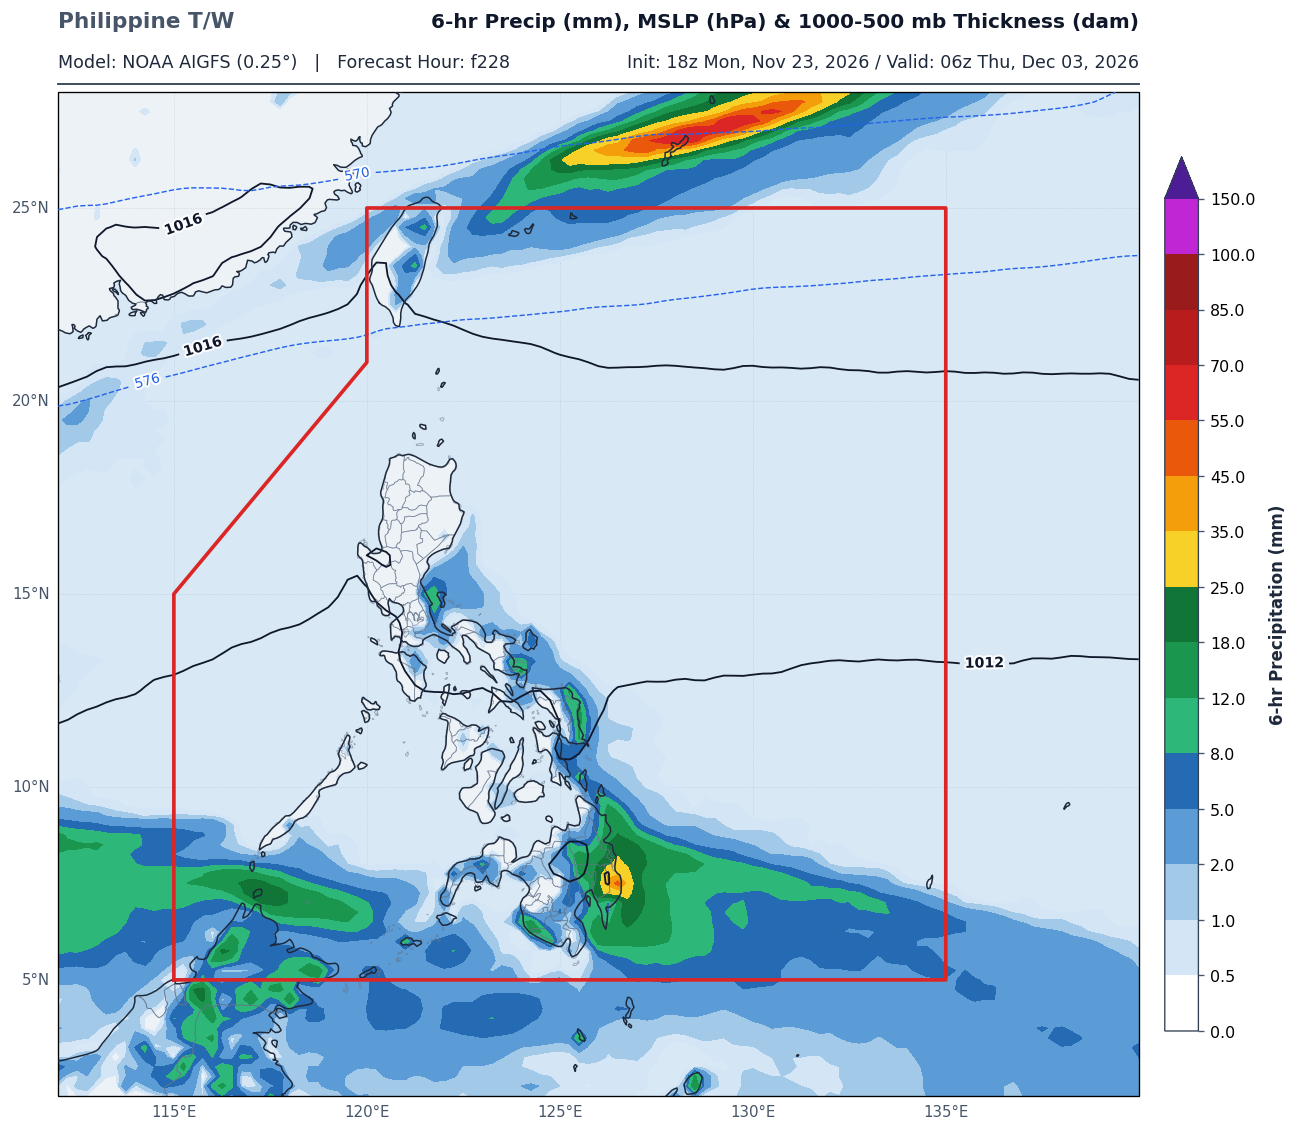 Philippine T/W
6-hr Precip (mm), MSLP (hPa) & 1000-500 mb Thickness (dam)
Model: NOAA AIGFS (0.25°) | Forecast Hour: f228
Init: 18z Mon, Nov 23, 2026 / Valid: 06z Thu, Dec 03, 2026
570
1016
1016
576
1012
25°N
20°N
15°N
10°N
5°N
115°E
120°E
125°E
130°E
135°E
150.0
100.0
85.0
70.0
55.0
45.0
35.0
25.0
18.0
12.0
8.0
5.0
2.0
1.0
0.5
0.0
6-hr Precipitation (mm)